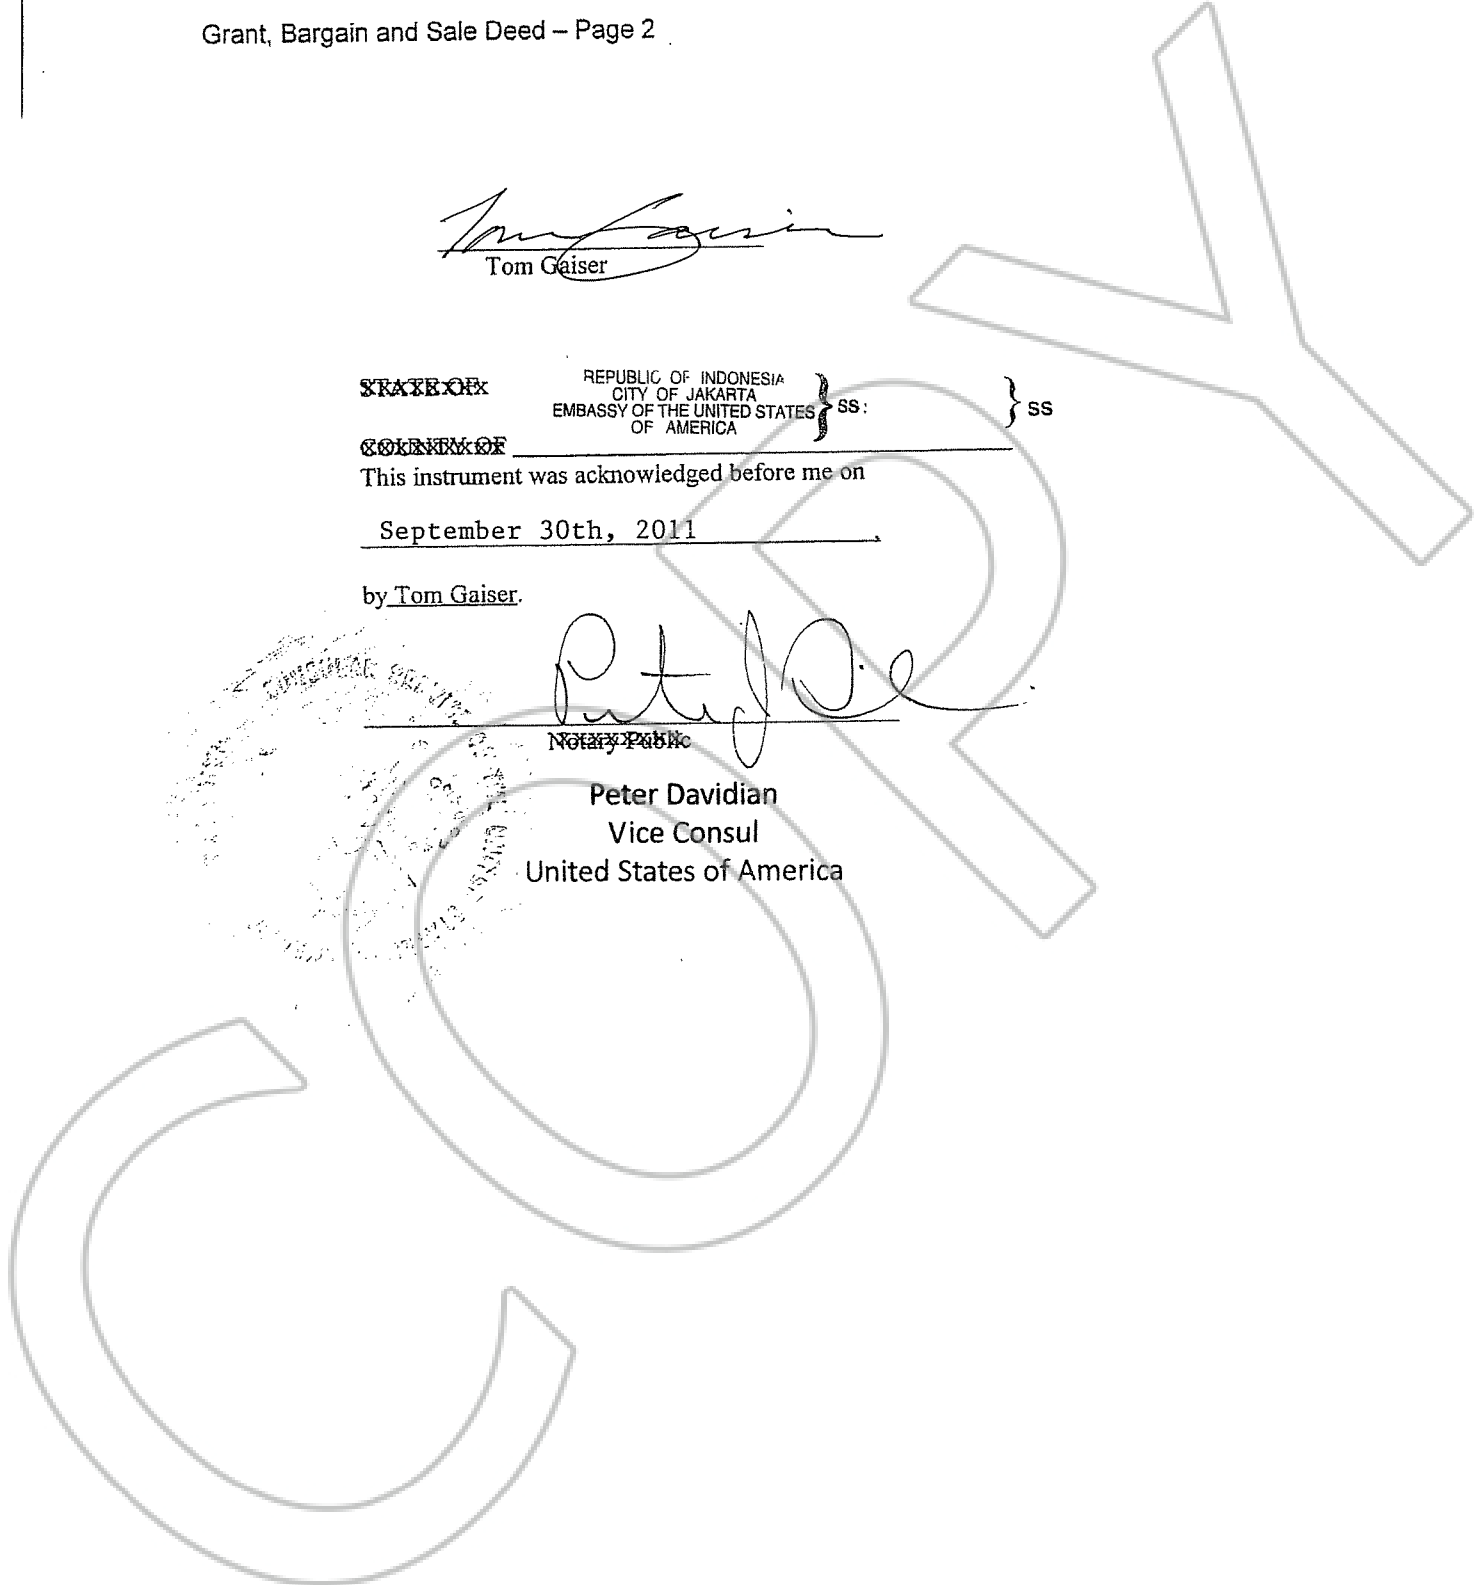 Grant, Bargain and Sale Deed – Page 2
Tom Gaiser
Tom Gaiser
STATE OF
REPUBLIC OF INDONESIA
CITY OF JAKARTA
EMBASSY OF THE UNITED STATES
OF AMERICA
} SS:
} SS
COUNTY OF
This instrument was acknowledged before me on
September 30th, 2011.
by Tom Gaiser.
Notary Public
Peter Davidian
Vice Consul
United States of America
COPY